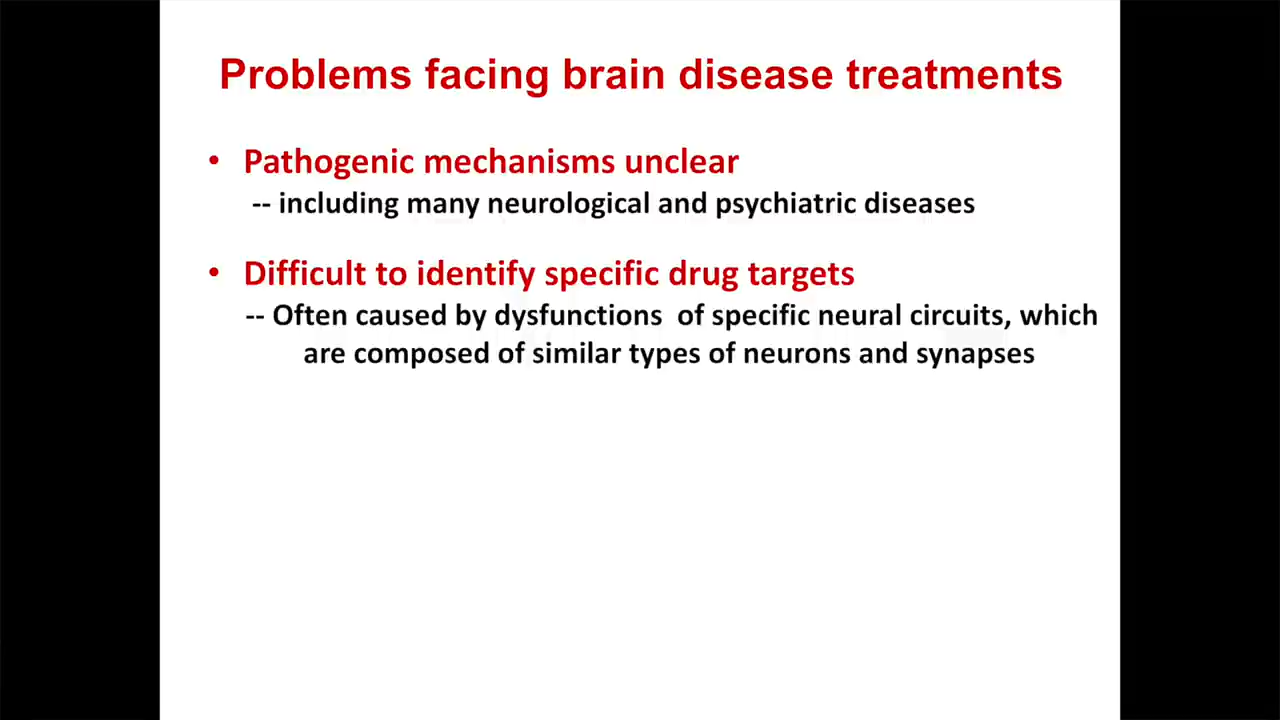 Problems facing brain disease treatments
• Pathogenic mechanisms unclear
-- including many neurological and psychiatric diseases
• Difficult to identify specific drug targets
-- Often caused by dysfunctions  of specific neural circuits, which
are composed of similar types of neurons and synapses